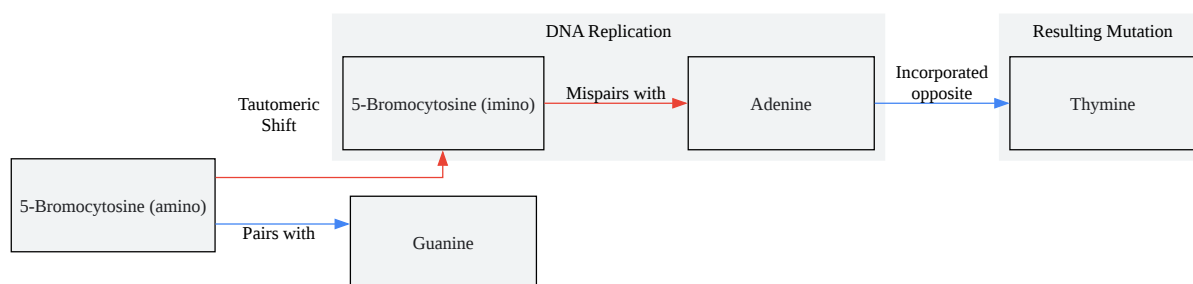 DNA Replication
Resulting Mutation
Tautomeric
Shift
5-Bromocytosine (imino)
Mispairs with
Adenine
Incorporated
opposite
Thymine
5-Bromocytosine (amino)
Pairs with
Guanine